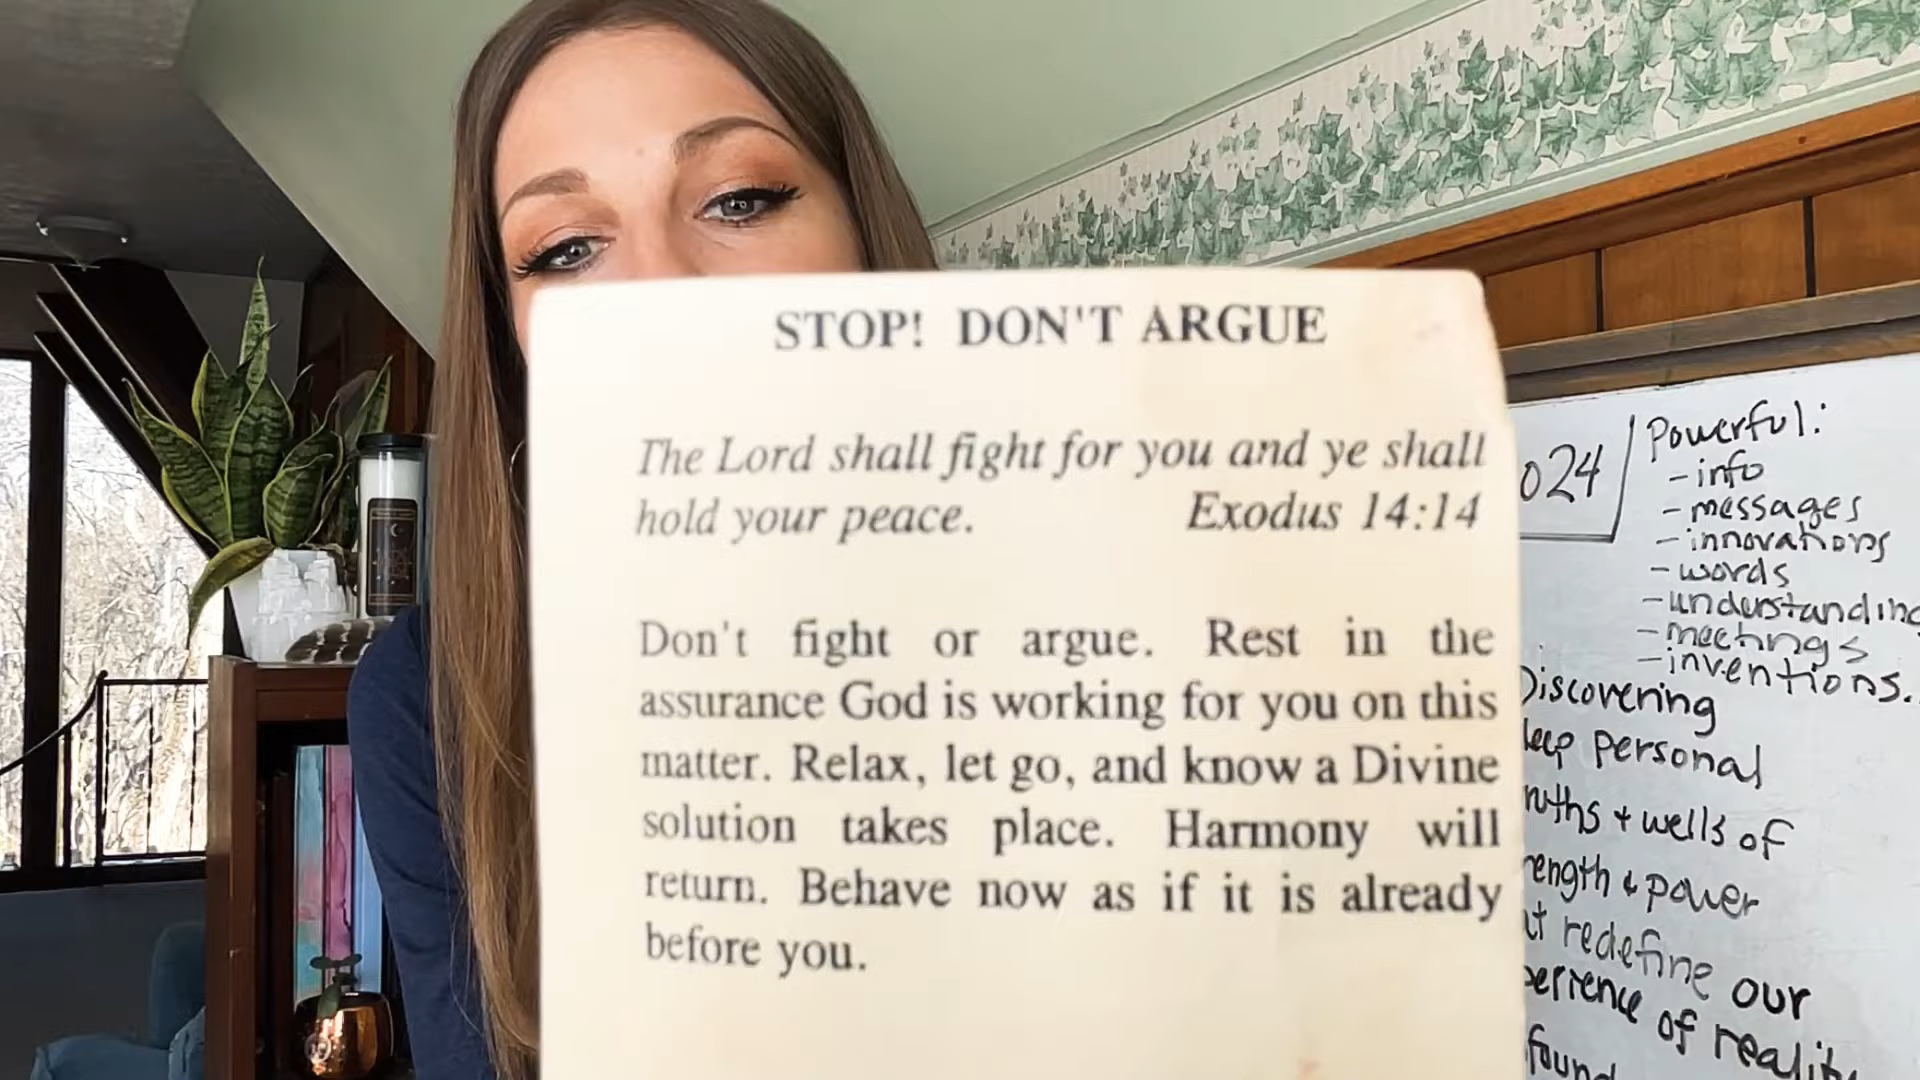 STOP! DON'T ARGUE
The Lord shall fight for you and ye shall
hold your peace. Exodus 14:14
Don't fight or argue. Rest in the
assurance God is working for you on this
matter. Relax, let go, and know a Divine
solution takes place. Harmony will
return. Behave now as if it is already
before you.
024
Powerful:
- info
- messages
- innovations
- words
- understanding
- meetings
- inventions.
Discovering
personal
+ wells of
& power
redefine our
of reality